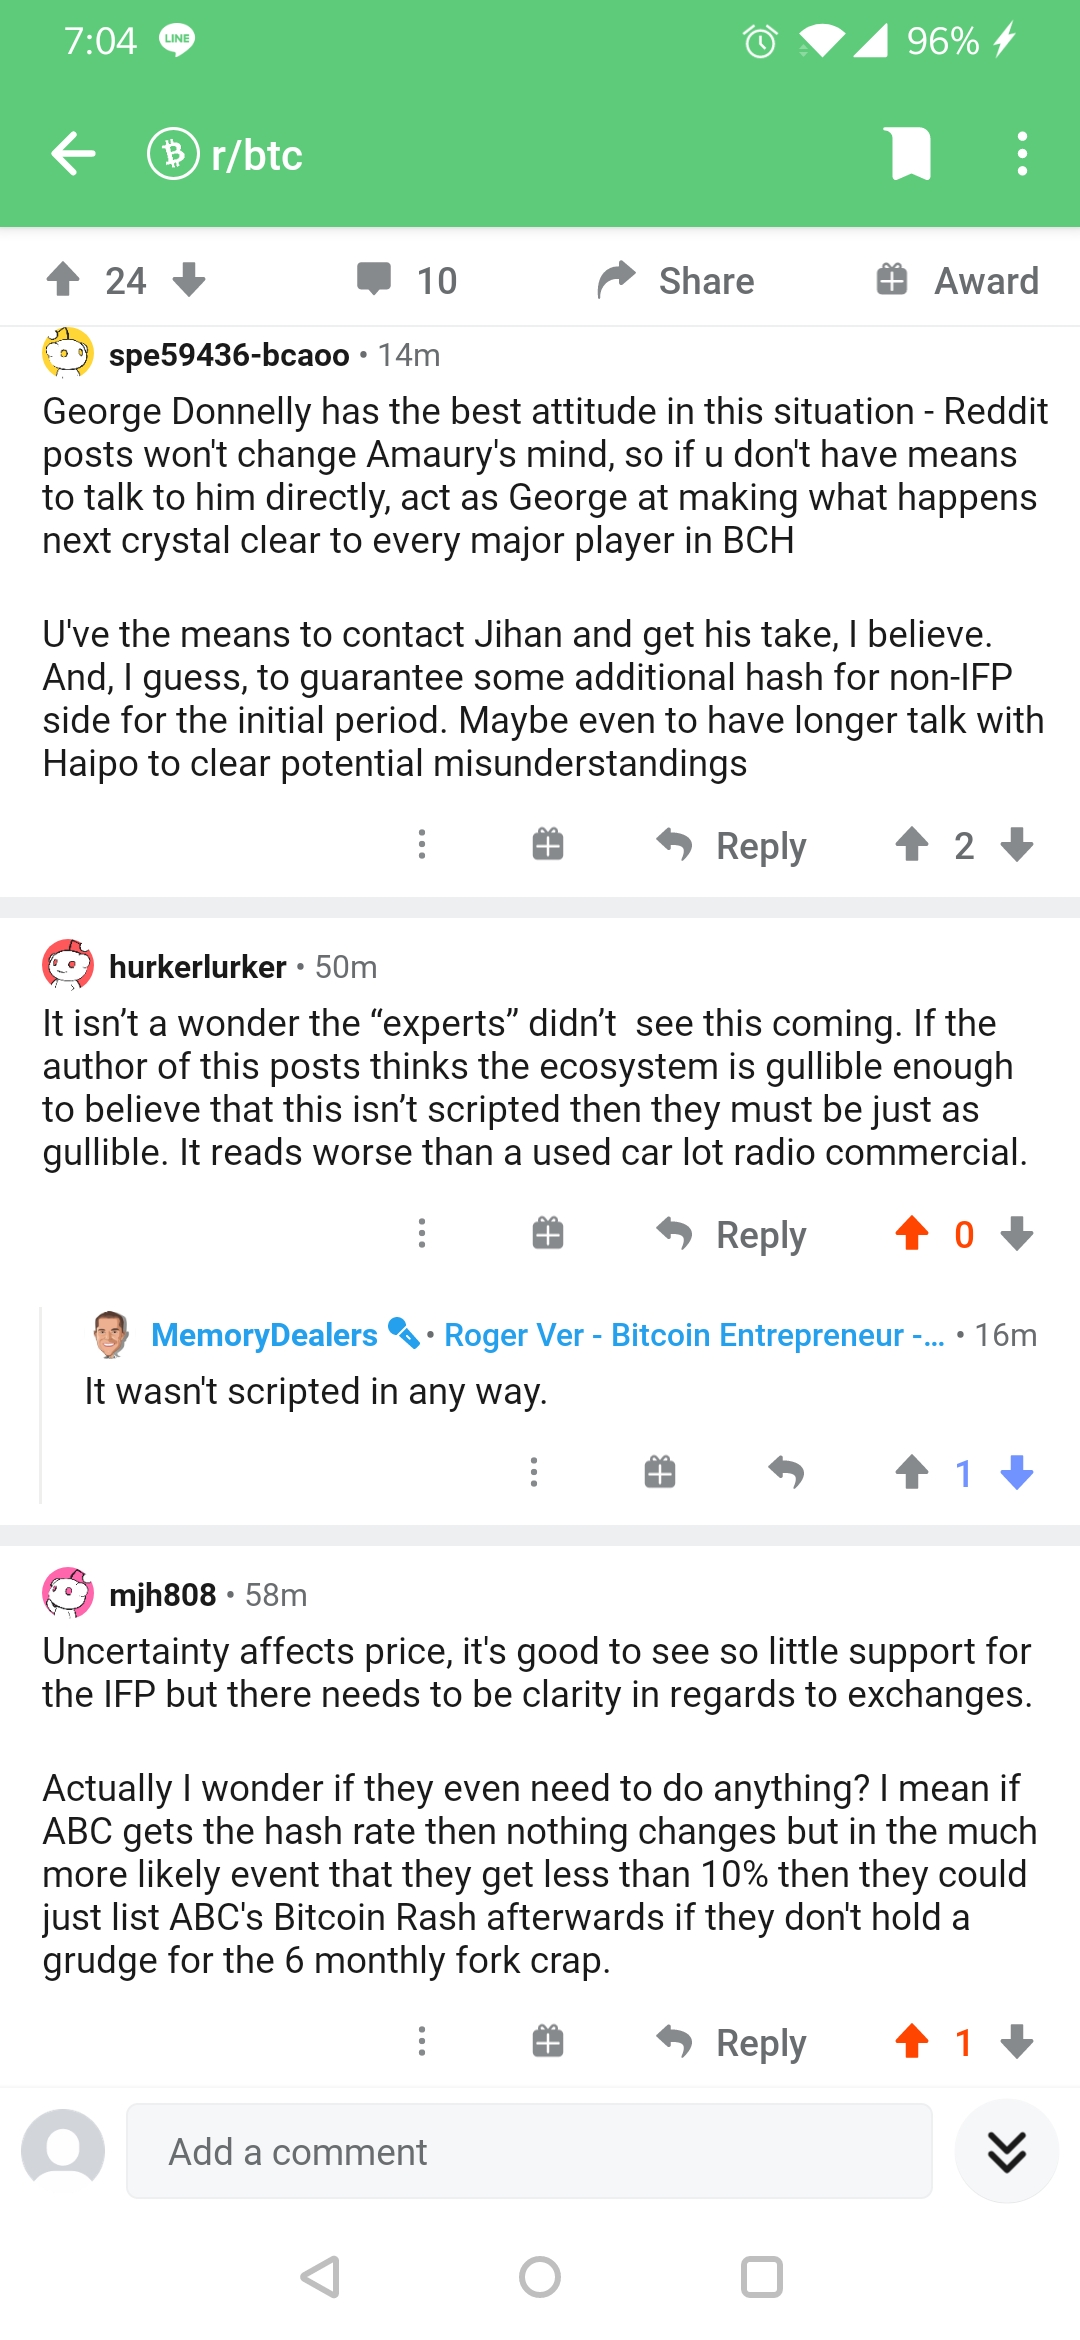 7:04 LINE 96%
r/btc
24 10 Share Award
spe59436-bcaoo • 14m
George Donnelly has the best attitude in this situation - Reddit
posts won't change Amaury's mind, so if u don't have means
to talk to him directly, act as George at making what happens
next crystal clear to every major player in BCH
U've the means to contact Jihan and get his take, I believe.
And, I guess, to guarantee some additional hash for non-IFP
side for the initial period. Maybe even to have longer talk with
Haipo to clear potential misunderstandings
Reply 2
hurkerlurker • 50m
It isn’t a wonder the “experts” didn’t  see this coming. If the
author of this posts thinks the ecosystem is gullible enough
to believe that this isn’t scripted then they must be just as
gullible. It reads worse than a used car lot radio commercial.
Reply 0
MemoryDealers • Roger Ver - Bitcoin Entrepreneur -... • 16m
It wasn't scripted in any way.
1
mjh808 • 58m
Uncertainty affects price, it's good to see so little support for
the IFP but there needs to be clarity in regards to exchanges.
Actually I wonder if they even need to do anything? I mean if
ABC gets the hash rate then nothing changes but in the much
more likely event that they get less than 10% then they could
just list ABC's Bitcoin Rash afterwards if they don't hold a
grudge for the 6 monthly fork crap.
Reply 1
Add a comment